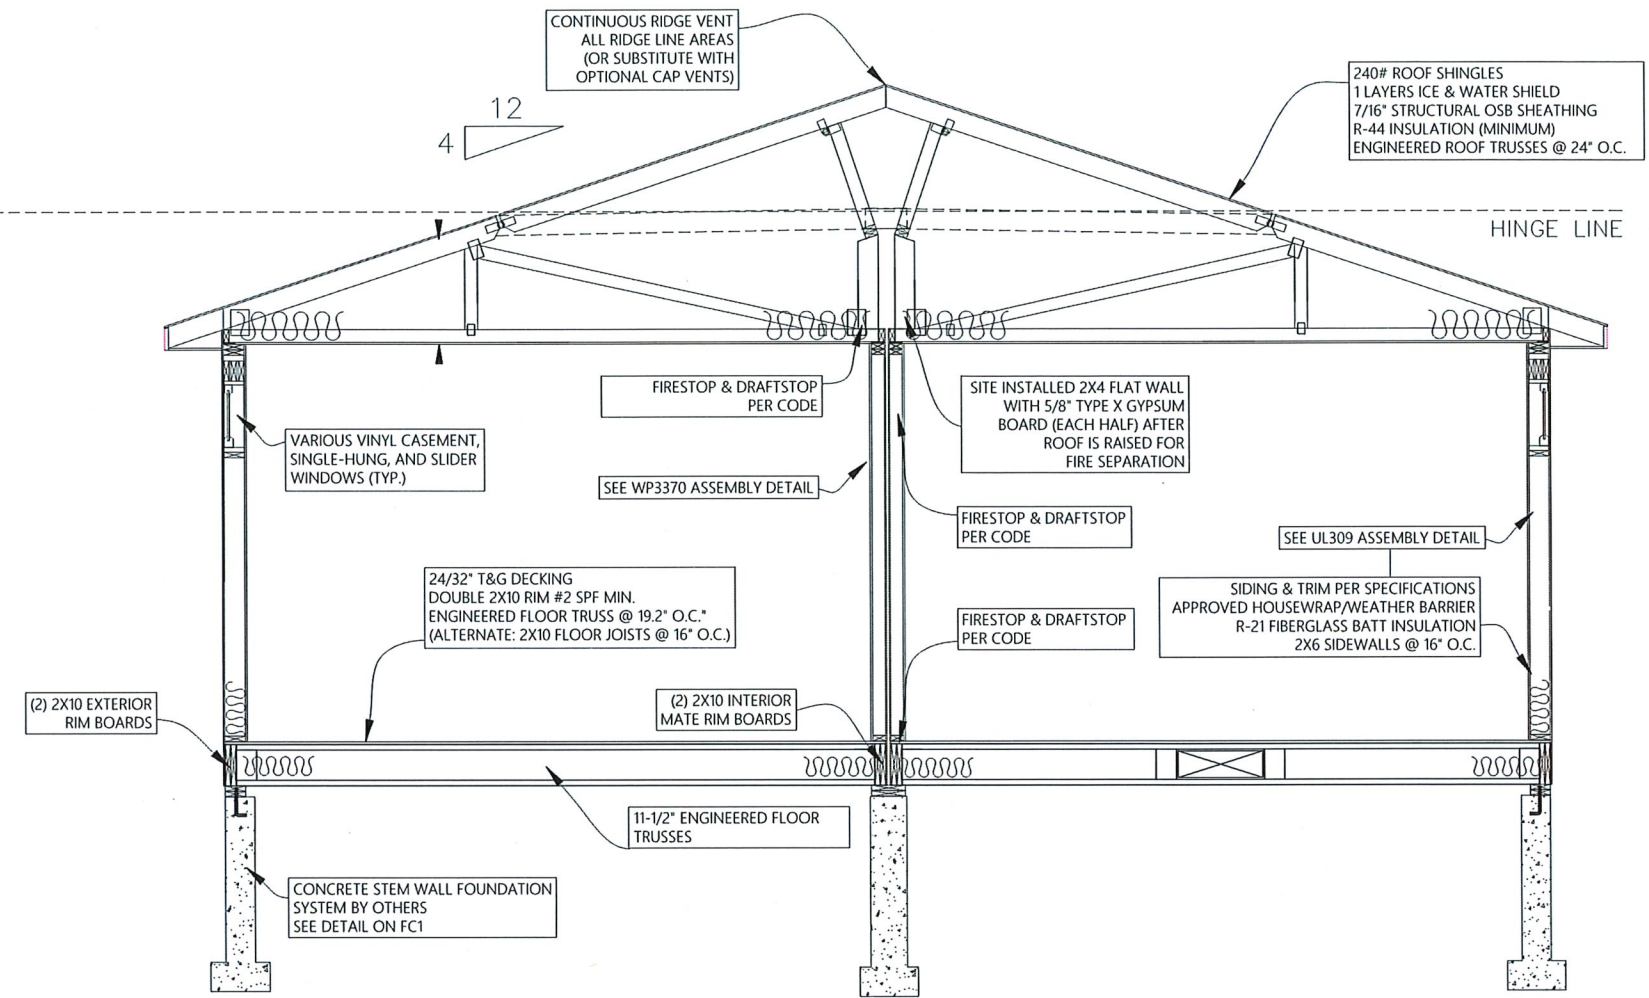 CONTINUOUS RIDGE VENT
ALL RIDGE LINE AREAS
(OR SUBSTITUTE WITH
OPTIONAL CAP VENTS)
240# ROOF SHINGLES
1 LAYERS ICE & WATER SHIELD
7/16" STRUCTURAL OSB SHEATHING
R-44 INSULATION (MINIMUM)
ENGINEERED ROOF TRUSSES @ 24" O.C.
12
4
HINGE LINE
FIRESTOP & DRAFTSTOP
PER CODE
SITE INSTALLED 2X4 FLAT WALL
WITH 5/8" TYPE X GYPSUM
BOARD (EACH HALF) AFTER
ROOF IS RAISED FOR
FIRE SEPARATION
VARIOUS VINYL CASEMENT,
SINGLE-HUNG, AND SLIDER
WINDOWS (TYP.)
SEE WP3370 ASSEMBLY DETAIL
FIRESTOP & DRAFTSTOP
PER CODE
SEE UL309 ASSEMBLY DETAIL
24/32" T&G DECKING
DOUBLE 2X10 RIM #2 SPF MIN.
ENGINEERED FLOOR TRUSS @ 19.2" O.C."
(ALTERNATE: 2X10 FLOOR JOISTS @ 16" O.C.)
SIDING & TRIM PER SPECIFICATIONS
APPROVED HOUSEWRAP/WEATHER BARRIER
R-21 FIBERGLASS BATT INSULATION
2X6 SIDEWALLS @ 16" O.C.
FIRESTOP & DRAFTSTOP
PER CODE
(2) 2X10 EXTERIOR
RIM BOARDS
(2) 2X10 INTERIOR
MATE RIM BOARDS
11-1/2" ENGINEERED FLOOR
TRUSSES
CONCRETE STEM WALL FOUNDATION
SYSTEM BY OTHERS
SEE DETAIL ON FC1